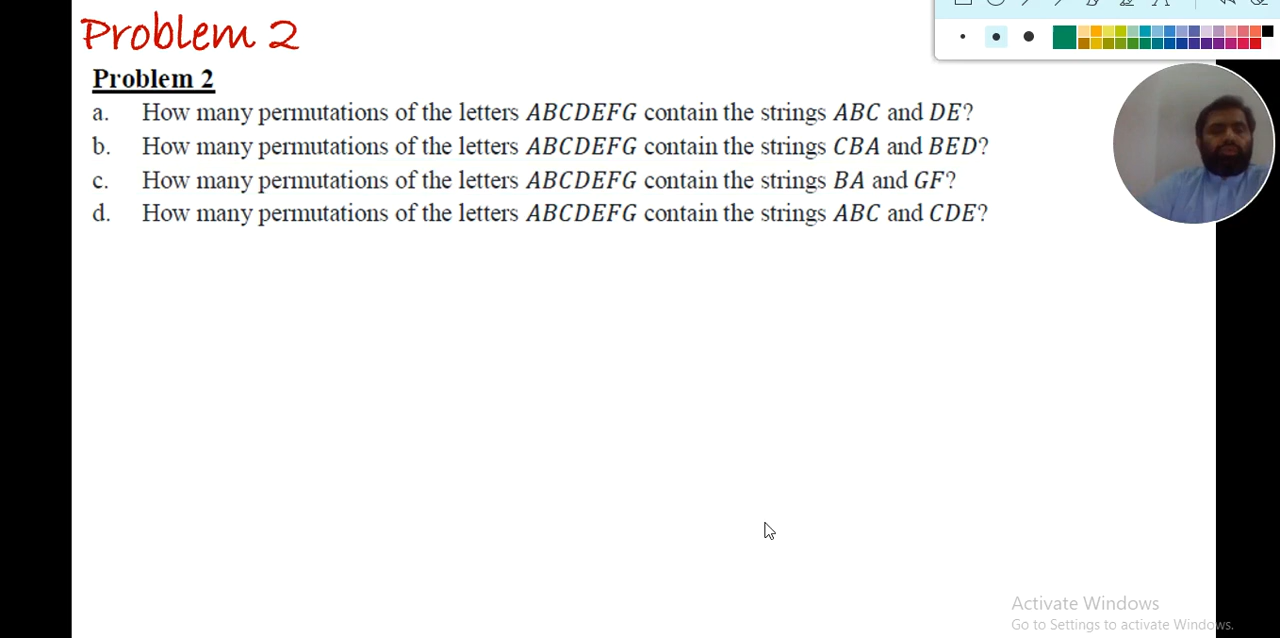 Problem 2
Problem 2
a. How many permutations of the letters ABCDEFG contain the strings ABC and DE?
b. How many permutations of the letters ABCDEFG contain the strings CBA and BED?
c. How many permutations of the letters ABCDEFG contain the strings BA and GF?
d. How many permutations of the letters ABCDEFG contain the strings ABC and CDE?
Activate Windows
Go to Settings to activate Windows.